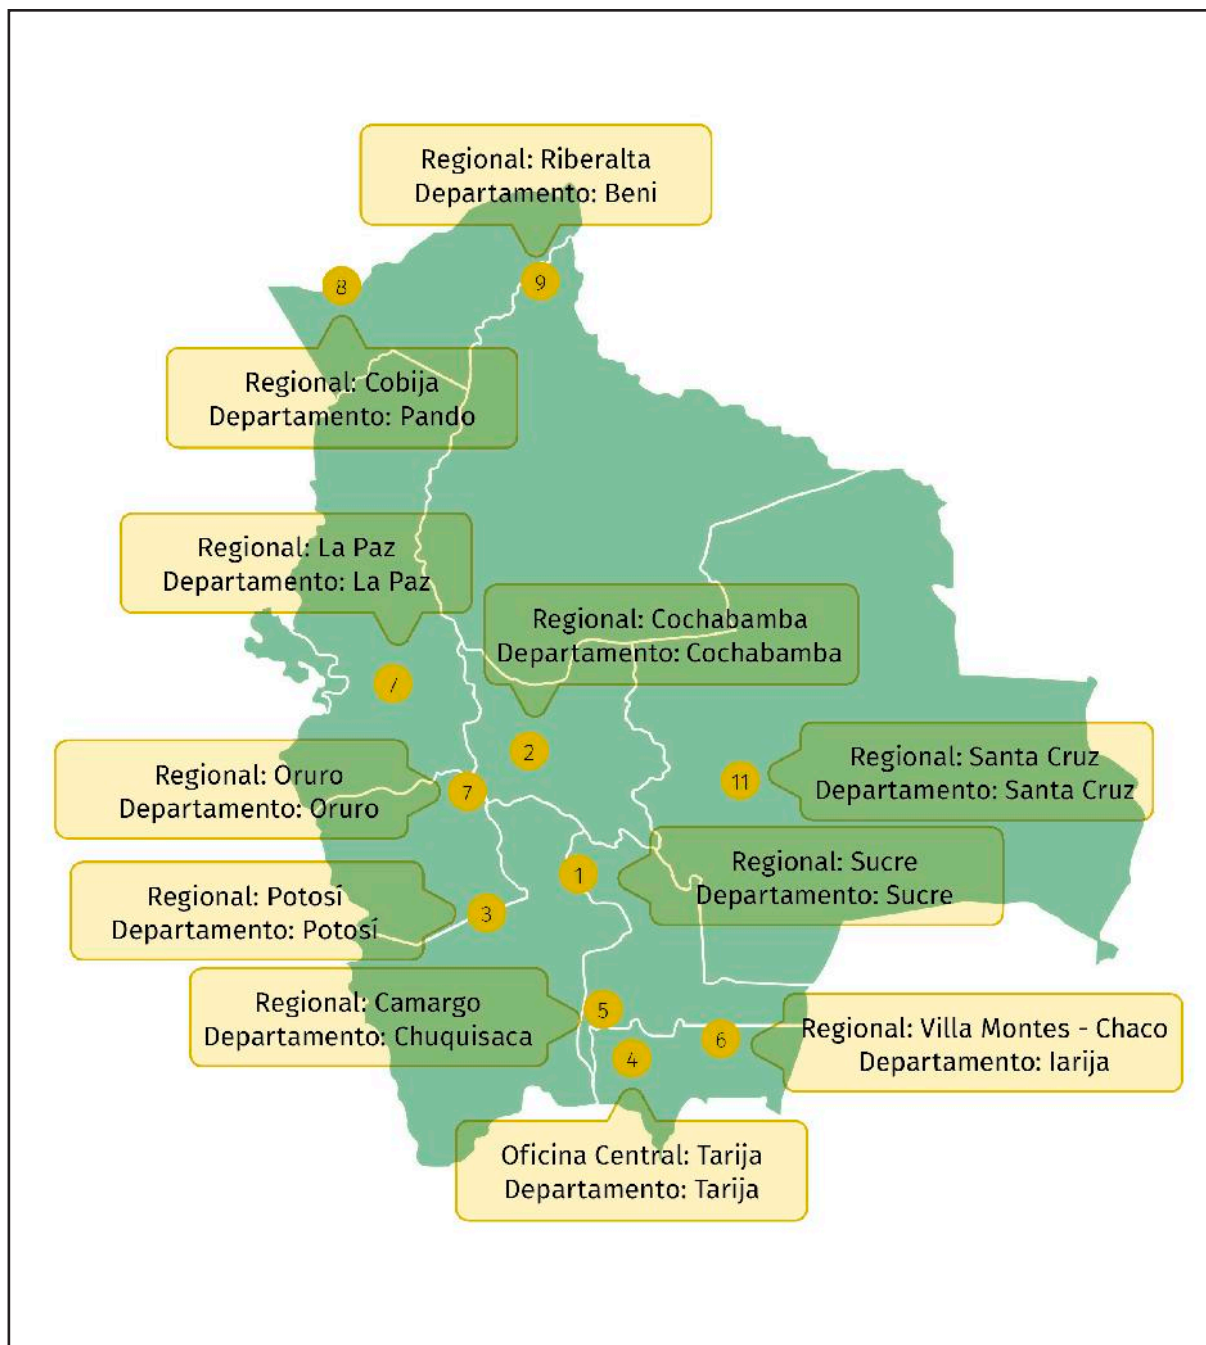 Regional: Riberalta
Departamento: Beni
9
8
Regional: Cobija
Departamento: Pando
Regional: La Paz
Departamento: La Paz
7
Regional: Cochabamba
Departamento: Cochabamba
2
Regional: Oruro
Departamento: Oruro
7
Regional: Santa Cruz
Departamento: Santa Cruz
11
Regional: Sucre
Departamento: Sucre
1
Regional: Potosí
Departamento: Potosí
3
Regional: Camargo
Departamento: Chuquisaca
5
Regional: Villa Montes - Chaco
Departamento: Iarija
6
4
Oficina Central: Tarija
Departamento: Tarija